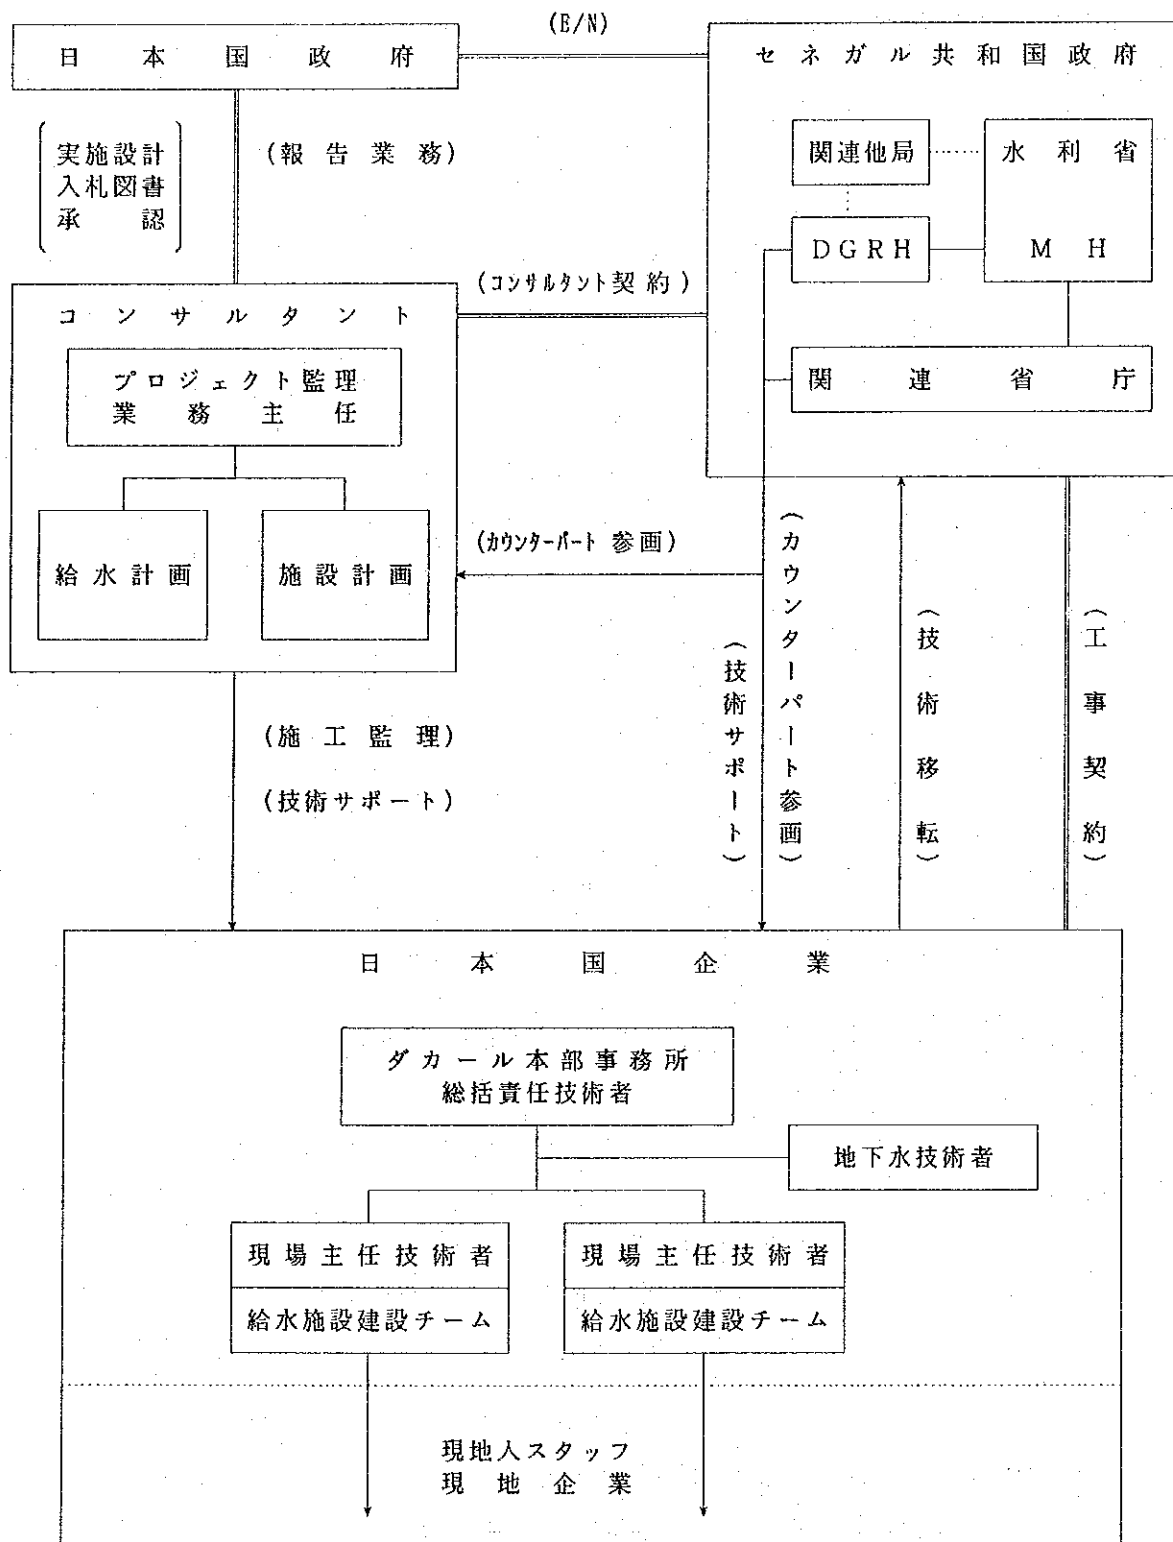 (E/N)
日本国政府
セネガル共和国政府
実施設計
入札図書
承認
(報告業務)
関連他局
水利省
DGRH
MH
(コンサルタント契約)
関連省庁
コンサルタント
プロジェクト監理
業務主任
給水計画
施設計画
(カウンターパート参画)
(カウンターパート参画)
(技術サポート)
(技術移転)
(工事契約)
(施工監理)
(技術サポート)
日本国企業
ダカール本部事務所
総括責任技術者
地下水技術者
現場主任技術者
現場主任技術者
給水施設建設チーム
給水施設建設チーム
現地人スタッフ
現地企業